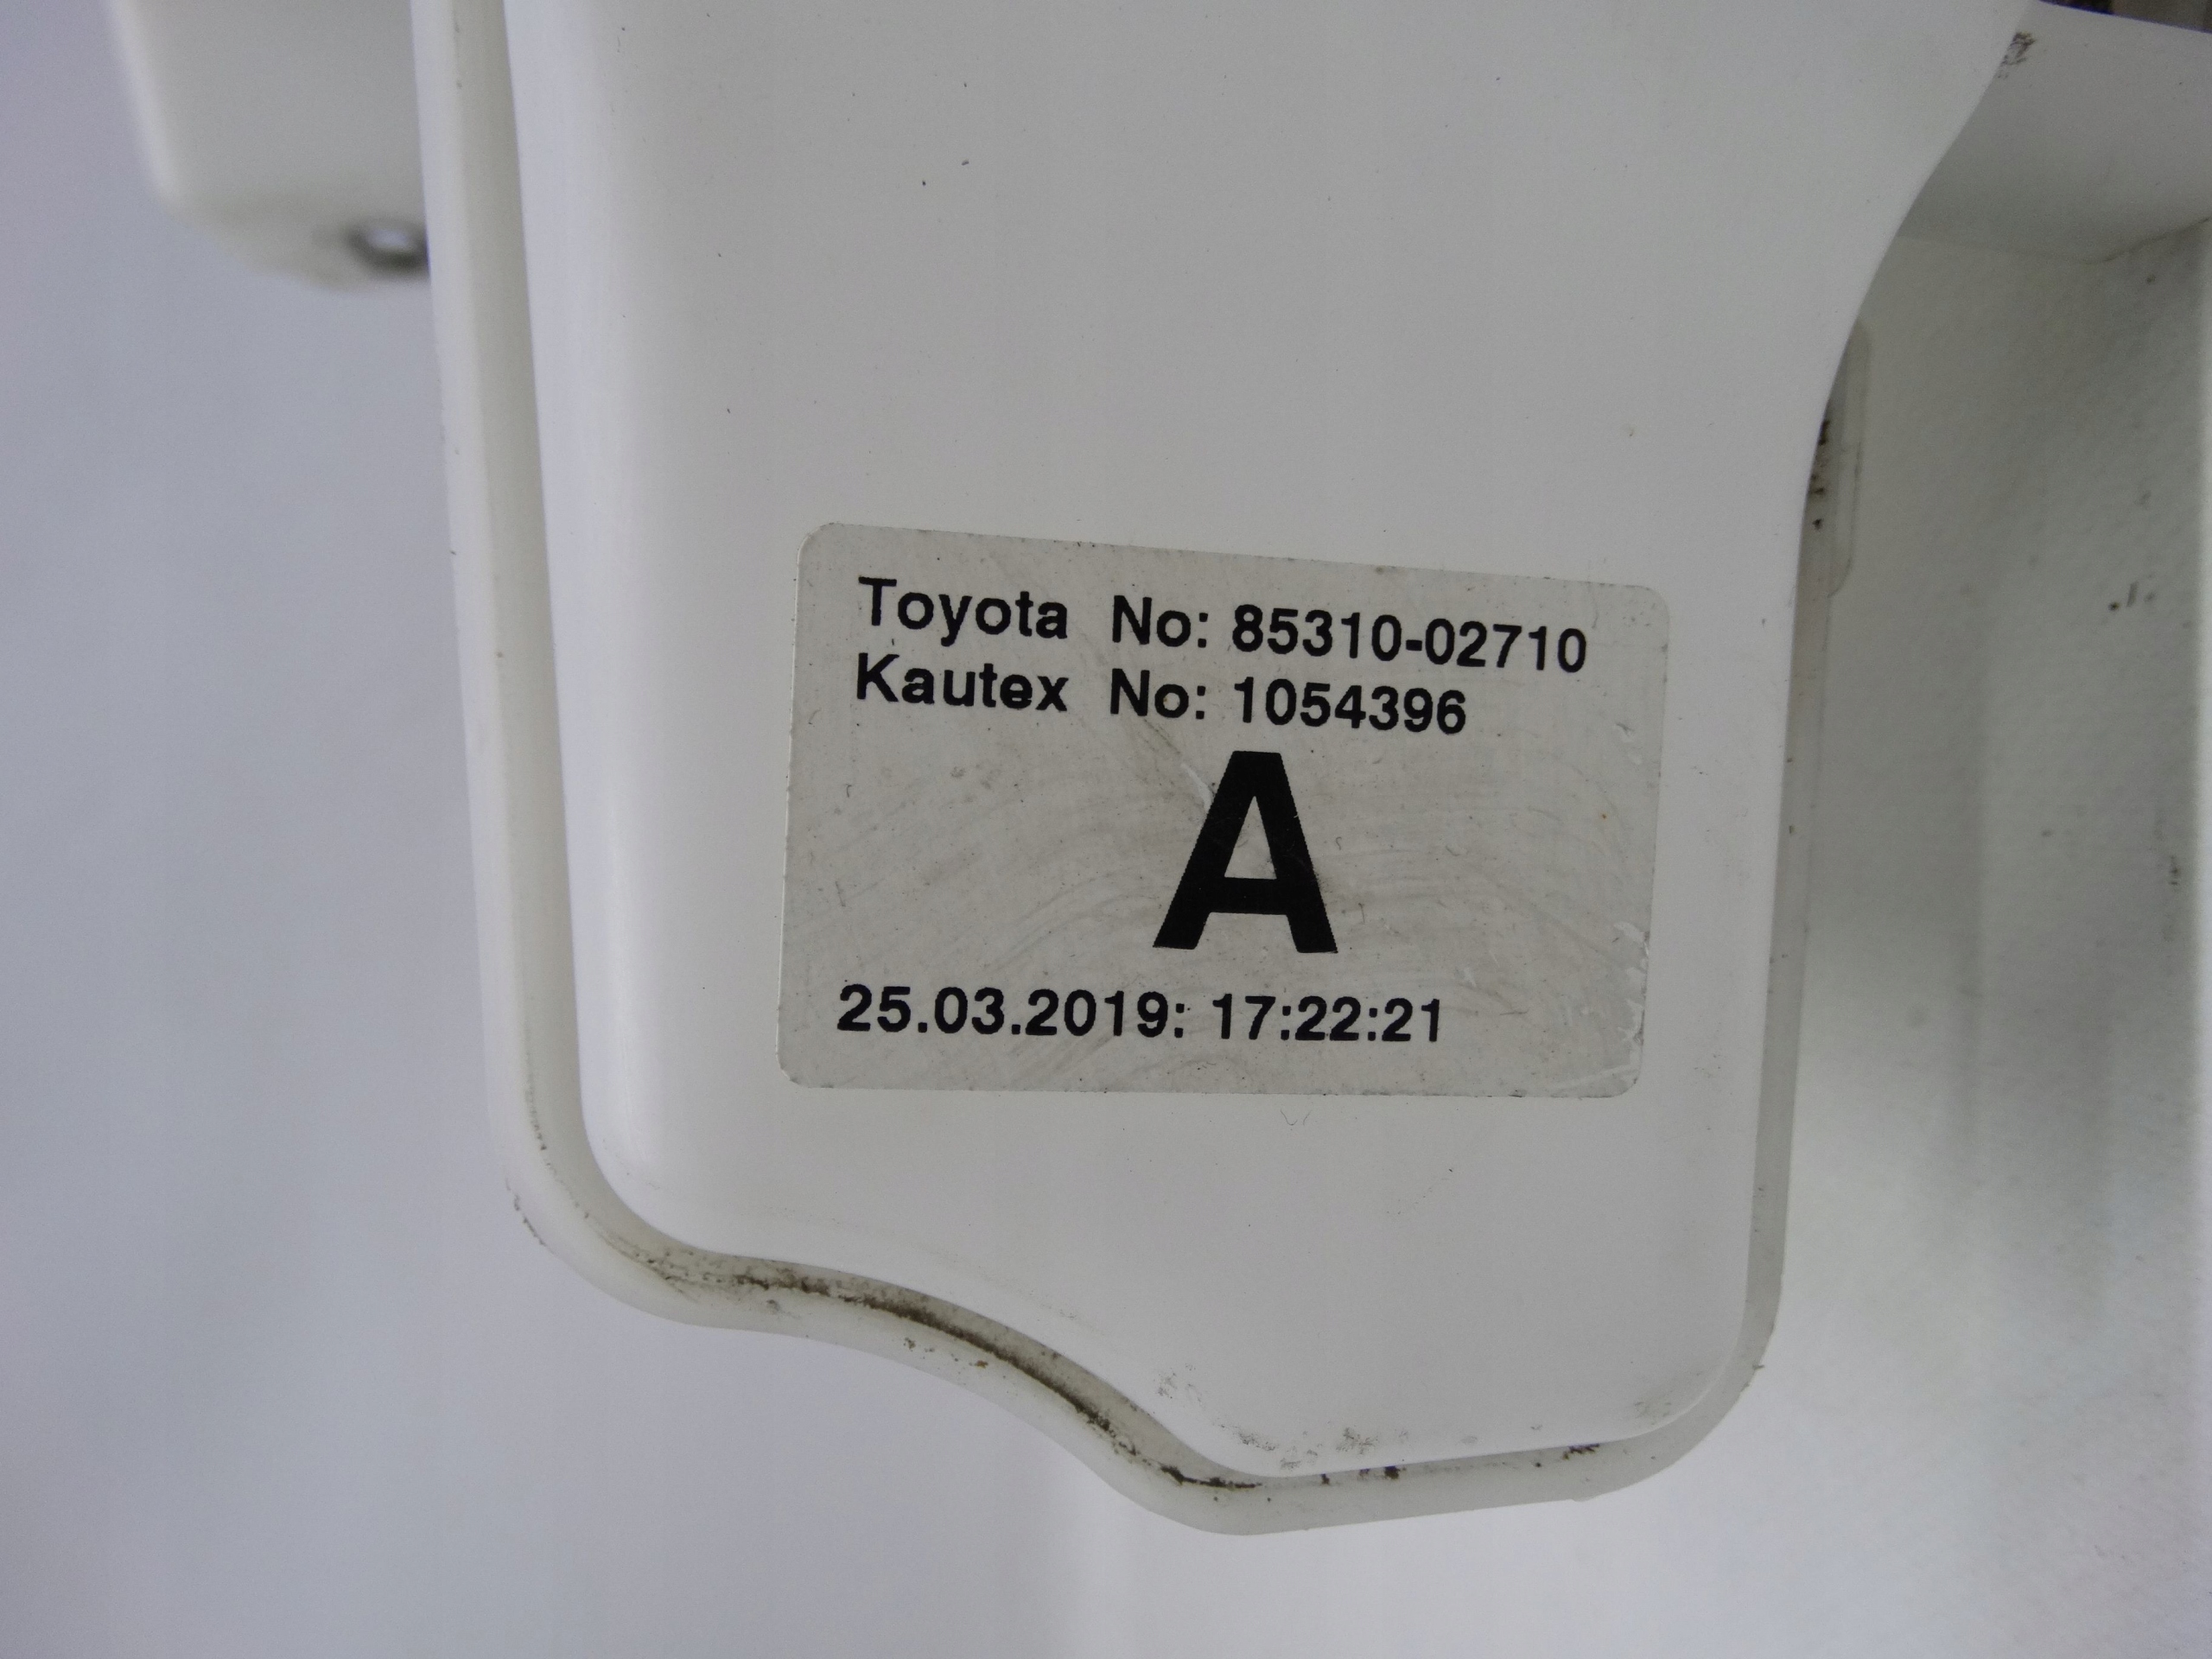 Toyota No: 85310-02710
Kautex No: 1054396
A
25.03.2019: 17:22:21